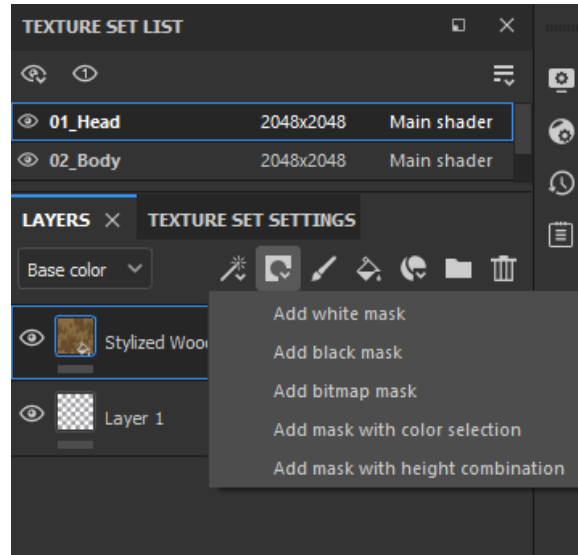 TEXTURE SET LIST
1
01_Head 2048x2048 Main shader
02_Body 2048x2048 Main shader
LAYERS TEXTURE SET SETTINGS
Base color
Add white mask
Stylized Wood
Add black mask
Add bitmap mask
Layer 1
Add mask with color selection
Add mask with height combination